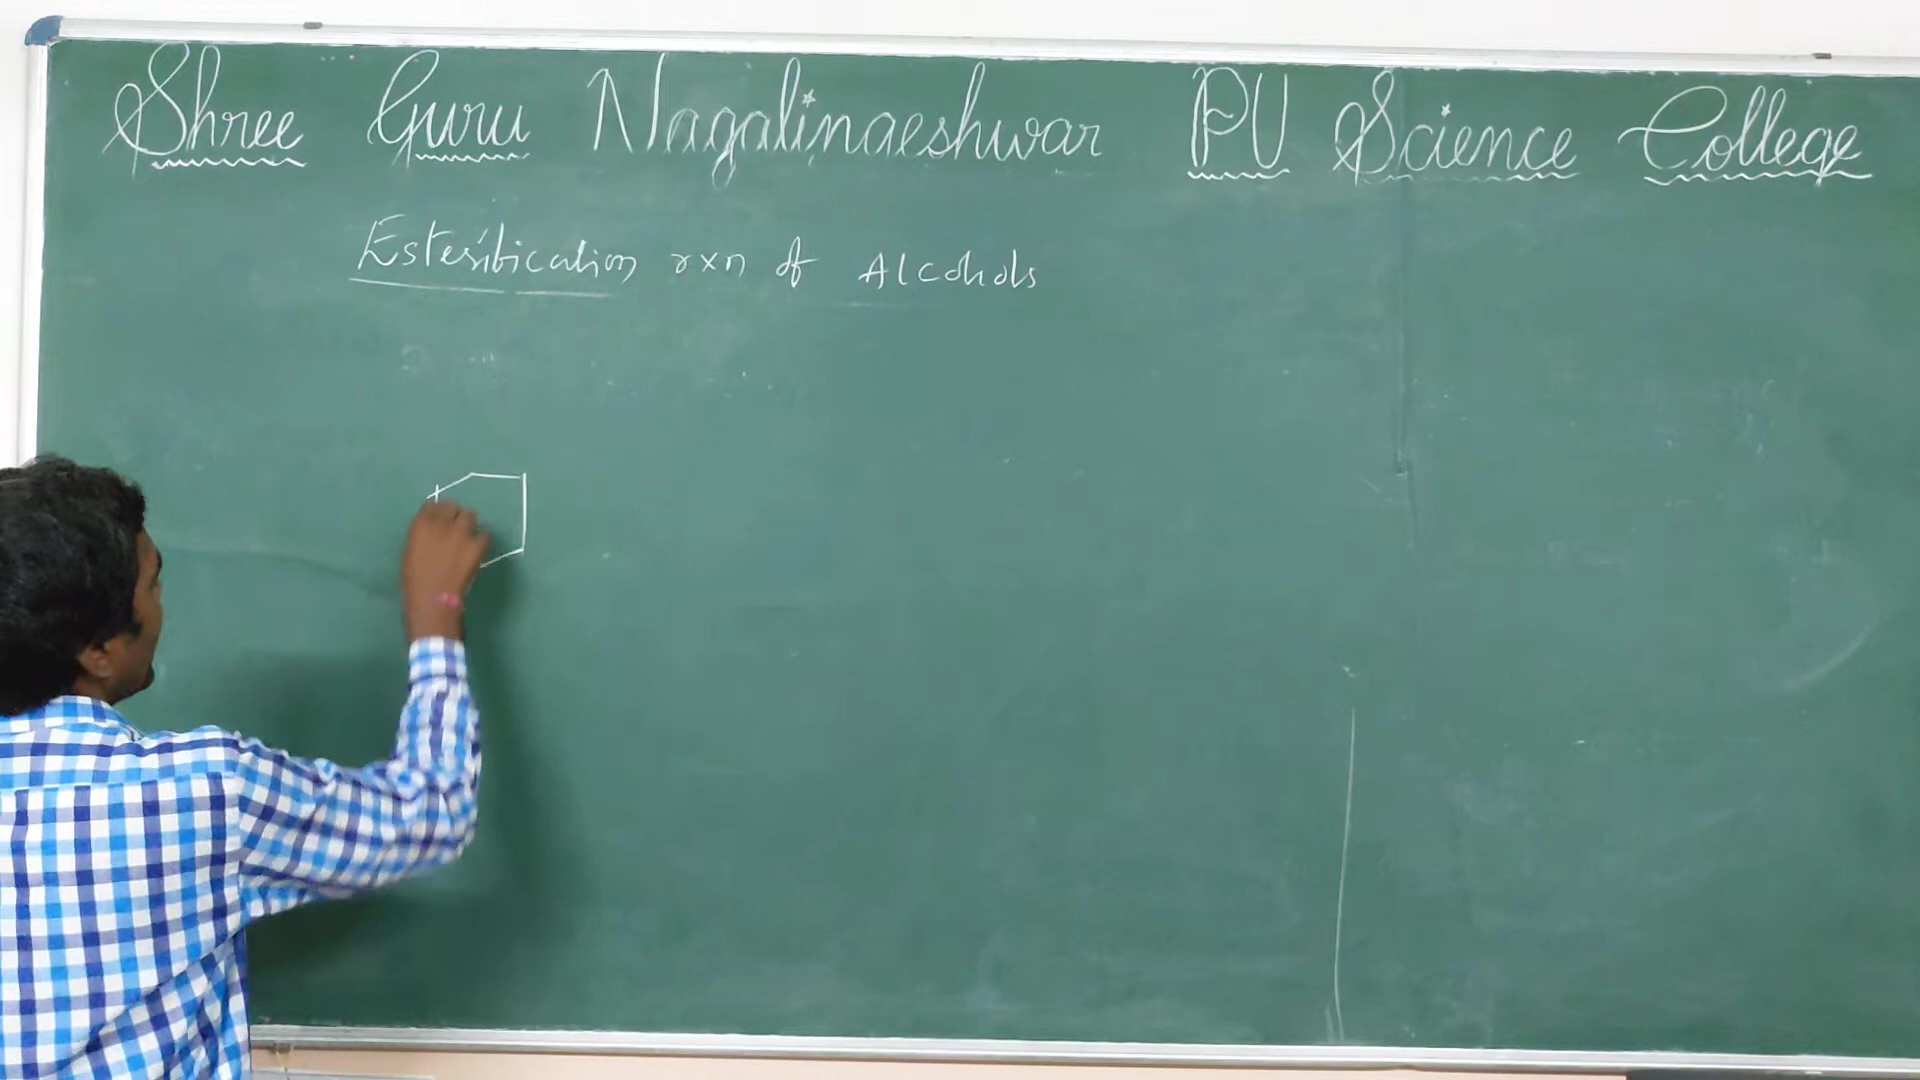 Shree Guru Nagalinaeshwar PU Science College
Esterification rxn of Alcohols